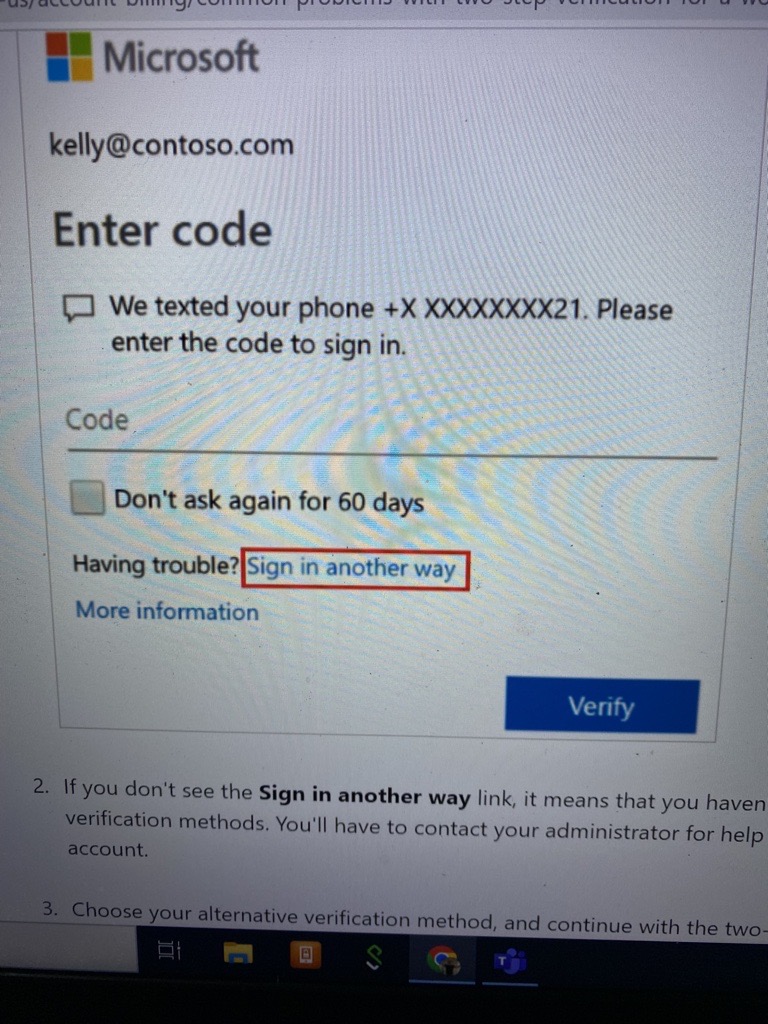 us/account-billing/common-problems-with-two-step-verification-for-a-wo
Microsoft
kelly@contoso.com
Enter code
We texted your phone +X XXXXXXXX21. Please
enter the code to sign in.
Code
Don't ask again for 60 days
Having trouble? Sign in another way
More information
Verify
2. If you don't see the Sign in another way link, it means that you haven
verification methods. You'll have to contact your administrator for help
account.
3. Choose your alternative verification method, and continue with the two-
T